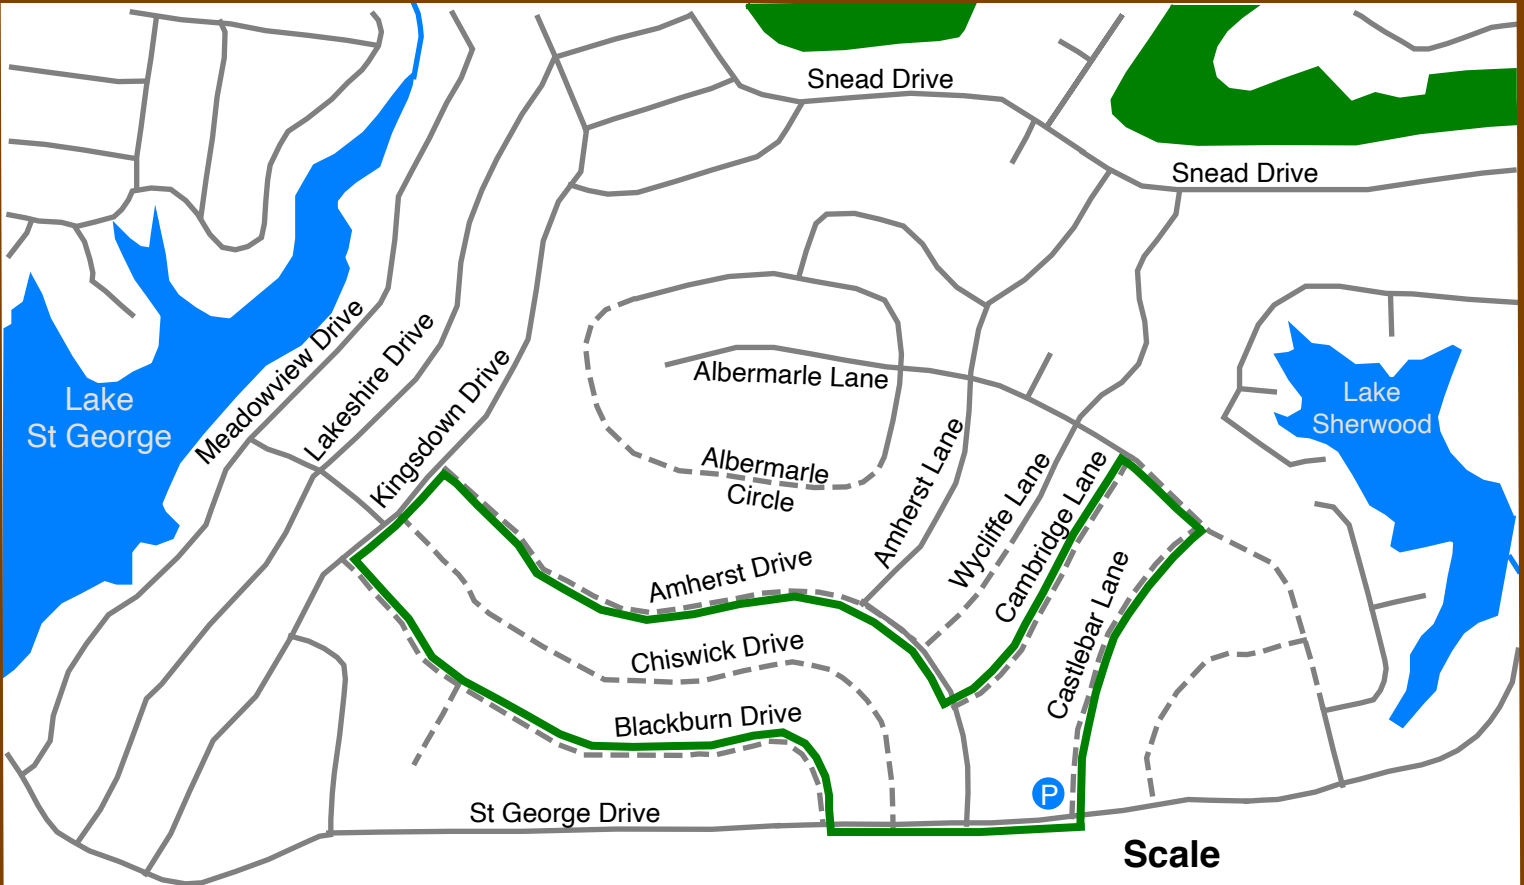 Snead Drive
Snead Drive
Meadowview Drive
Lakeshire Drive
Kingsdown Drive
Lake
St George
Albermarle Lane
Lake
Sherwood
Albermarle
Circle
Amherst Lane
Wycliffe Lane
Cambridge Lane
Amherst Drive
Castlebar Lane
Chiswick Drive
Blackburn Drive
St George Drive
P
Scale